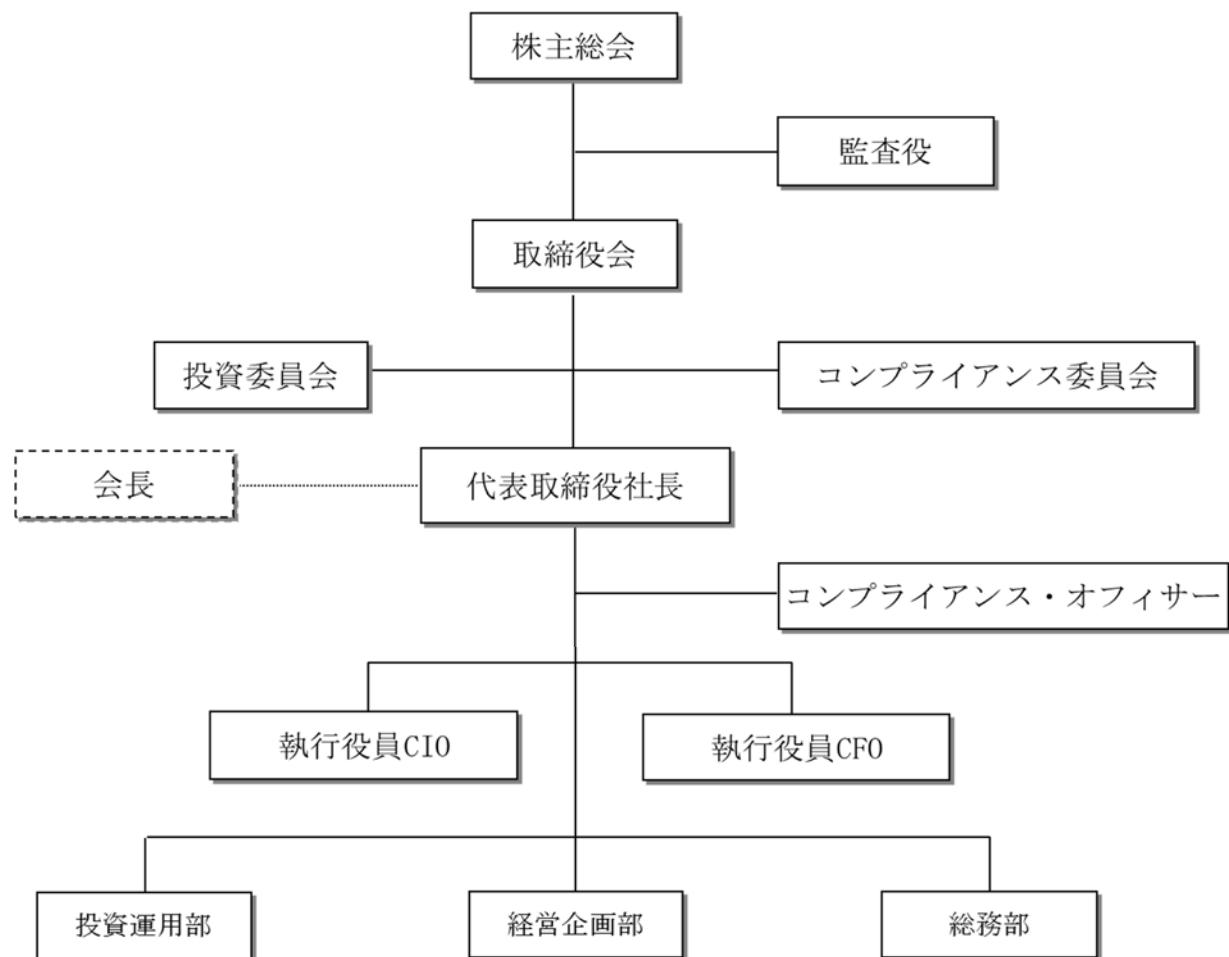 株主総会
監査役
取締役会
投資委員会
コンプライアンス委員会
会長
代表取締役社長
コンプライアンス・オフィサー
執行役員CIO
執行役員CFO
投資運用部
経営企画部
総務部